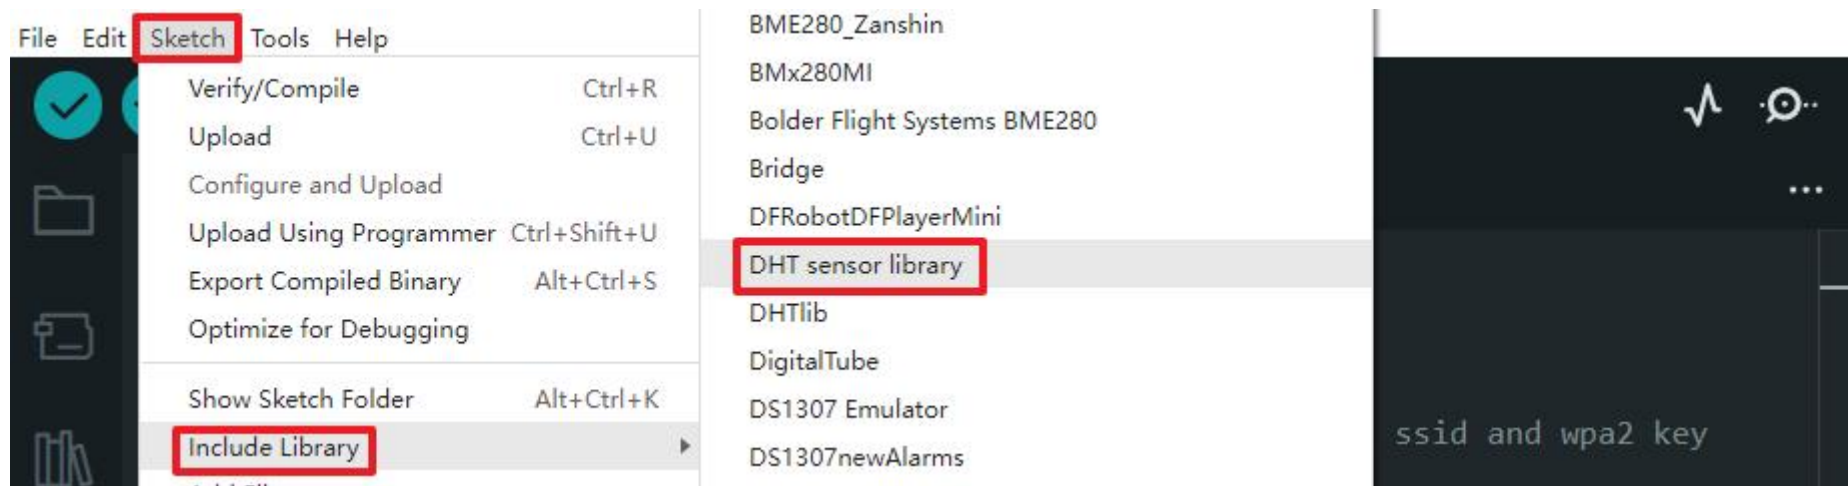 File Edit Sketch Tools Help
Verify/Compile Ctrl+R
Upload Ctrl+U
Configure and Upload
Upload Using Programmer Ctrl+Shift+U
Export Compiled Binary Alt+Ctrl+S
Optimize for Debugging
Show Sketch Folder Alt+Ctrl+K
Include Library
BME280_Zanshin
BMx280MI
Bolder Flight Systems BME280
Bridge
DFRobotDFPlayerMini
DHT sensor library
DHTlib
DigitalTube
DS1307 Emulator
DS1307newAlarms
ssid and wpa2 key